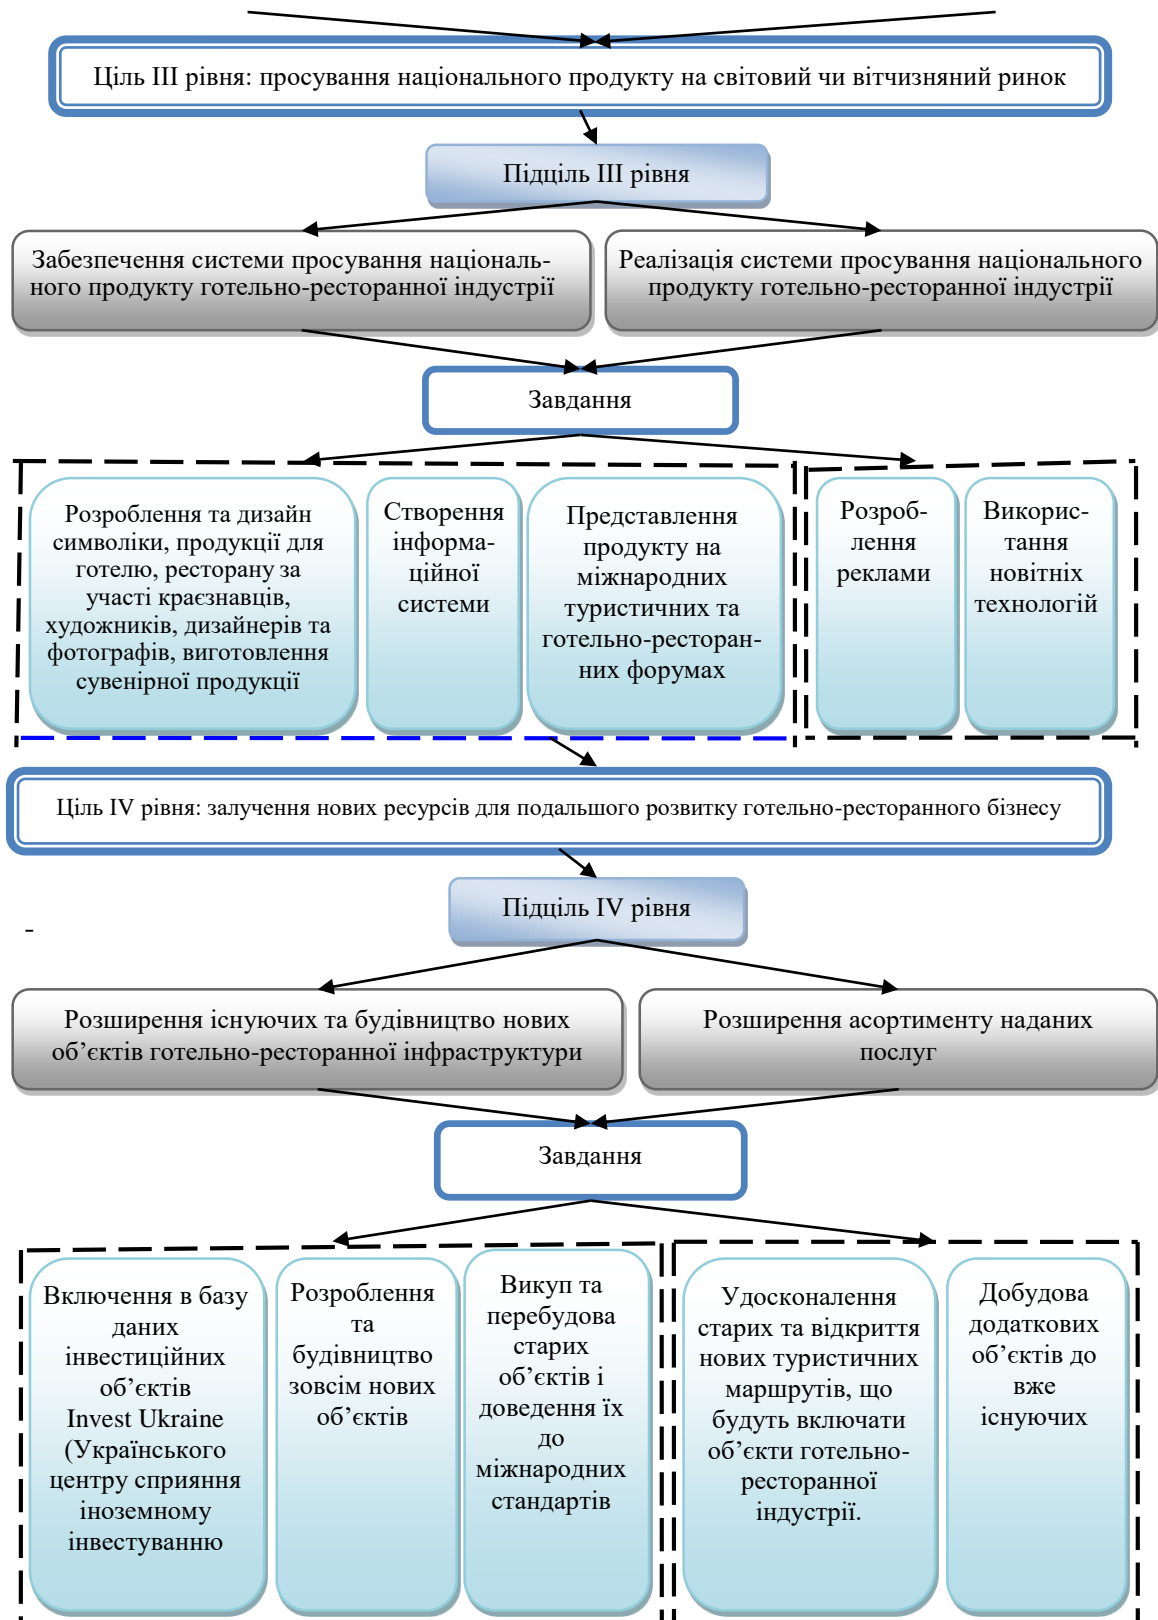 Ціль III рівня: просування національного продукту на світовий чи вітчизняний ринок
Підціль III рівня
Забезпечення системи просування національ-
ного продукту готельно-ресторанної індустрії
Реалізація системи просування національного
продукту готельно-ресторанної індустрії
Завдання
Розроблення та дизайн
символіки, продукції для
готелю, ресторану за
участі краєзнавців,
художників, дизайнерів та
фотографів, виготовлення
сувенірної продукції
Створення
інформа-
ційної
системи
Представлення
продукту на
міжнародних
туристичних та
готельно-ресторан-
них форумах
Розроб-
лення
реклами
Використ-
тання
новітніх
технологій
Ціль IV рівня: залучення нових ресурсів для подальшого розвитку готельно-ресторанного бізнесу
Підціль IV рівня
-
Розширення існуючих та будівництво нових
об’єктів готельно-ресторанної інфраструктури
Розширення асортименту наданих
послуг
Завдання
Включення в базу
даних
інвестиційних
об’єктів
Invest Ukraine
(Українського
центру сприяння
іноземному
інвестуванню
Розроблення
та
будівництво
зовсім нових
об’єктів
Викуп та
перебудова
старих
об’єктів і
доведення їх
до
міжнародних
стандартів
Удосконалення
старих та відкриття
нових туристичних
маршрутів, що
будуть включати
об’єкти готельно-
ресторанної
індустрії.
Добудова
додаткових
об’єктів до
вже
існуючих